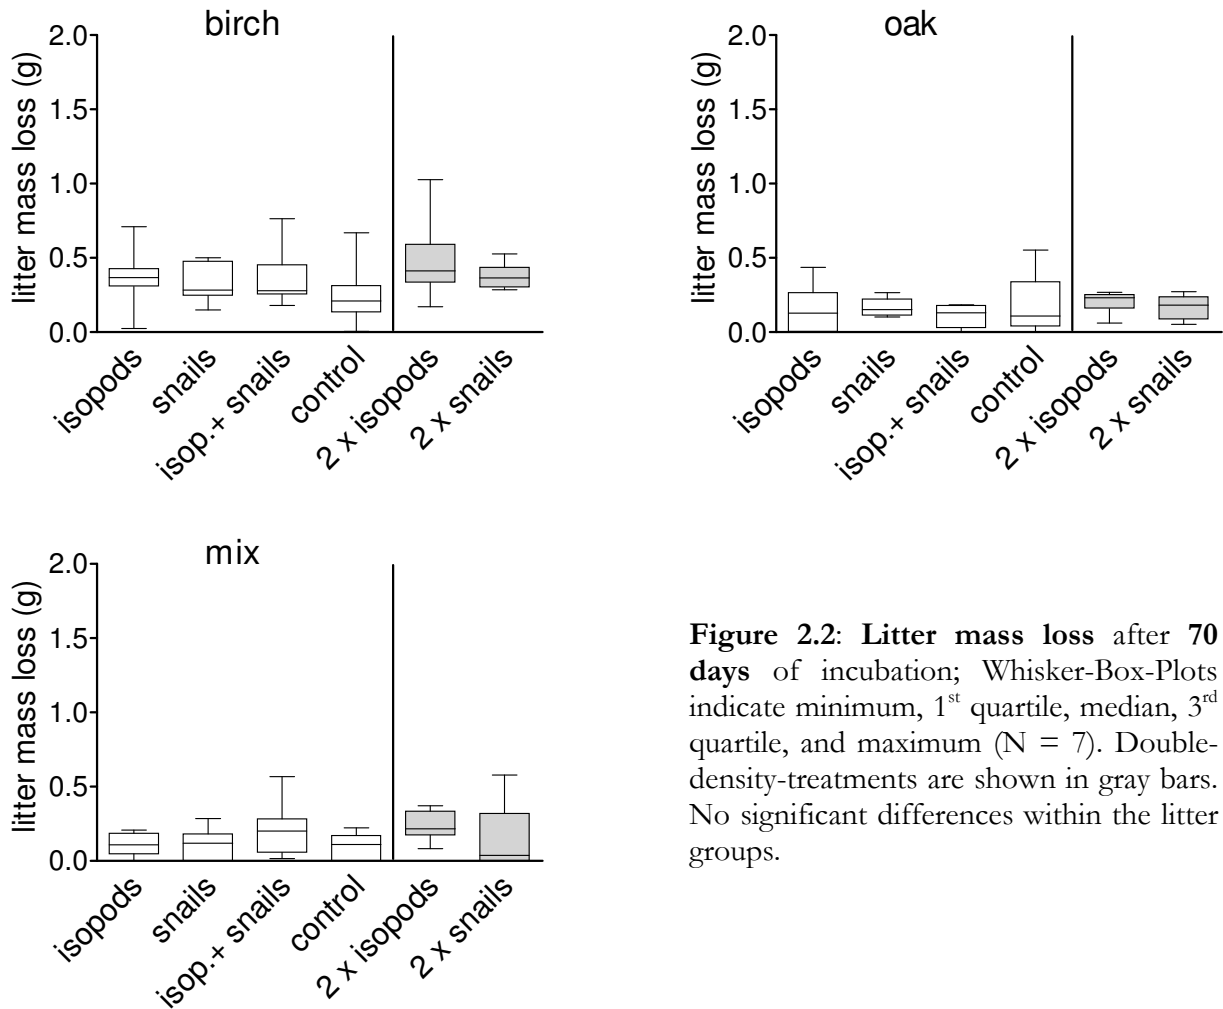 birch
2.0
1.5
1.0
0.5
0.0
litter mass loss (g)
isopods
snails
isop.+ snails
control
2 x isopods
2 x snails
oak
2.0
1.5
1.0
0.5
0.0
litter mass loss (g)
isopods
snails
isop.+ snails
control
2 x isopods
2 x snails
mix
2.0
1.5
1.0
0.5
0.0
litter mass loss (g)
isopods
snails
isop.+ snails
control
2 x isopods
2 x snails
Figure 2.2: Litter mass loss after 70
days of incubation; Whisker-Box-Plots
indicate minimum, 1st quartile, median, 3rd
quartile, and maximum (N = 7). Double-
density-treatments are shown in gray bars.
No significant differences within the litter
groups.